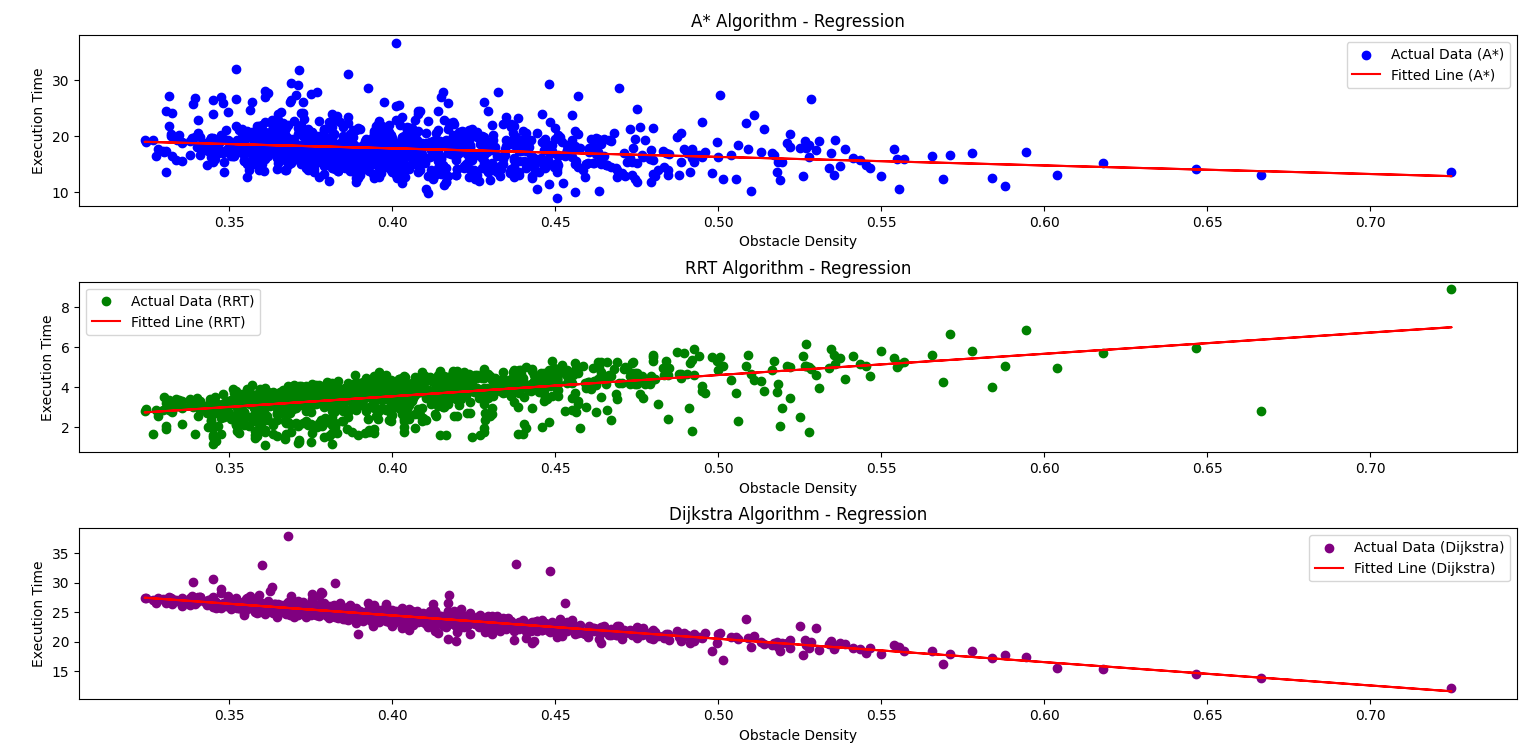 A* Algorithm - Regression
Execution Time
30
20
10
Actual Data (A*)
Fitted Line (A*)
0.35 0.40 0.45 0.50 0.55 0.60 0.65 0.70
Obstacle Density
RRT Algorithm - Regression
Execution Time
8
6
4
2
Actual Data (RRT)
Fitted Line (RRT)
0.35 0.40 0.45 0.50 0.55 0.60 0.65 0.70
Obstacle Density
Dijkstra Algorithm - Regression
Execution Time
35
30
25
20
15
Actual Data (Dijkstra)
Fitted Line (Dijkstra)
0.35 0.40 0.45 0.50 0.55 0.60 0.65 0.70
Obstacle Density